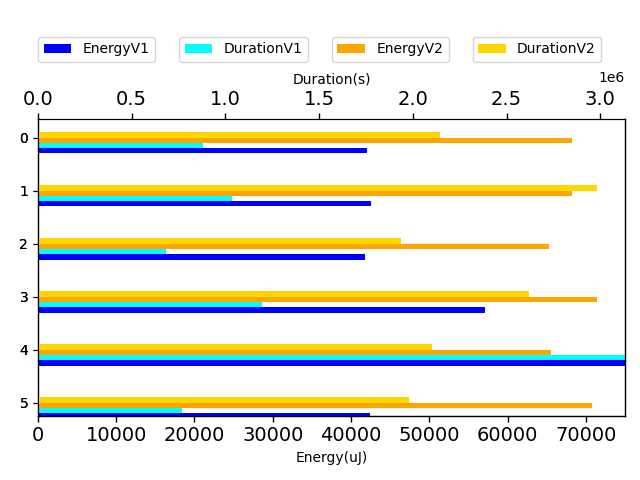 EnergyV1 DurationV1 EnergyV2 DurationV2
Duration(s)
1e6
0.0 0.5 1.0 1.5 2.0 2.5 3.0
0
1
2
3
4
5
0 10000 20000 30000 40000 50000 60000 70000
Energy(uJ)